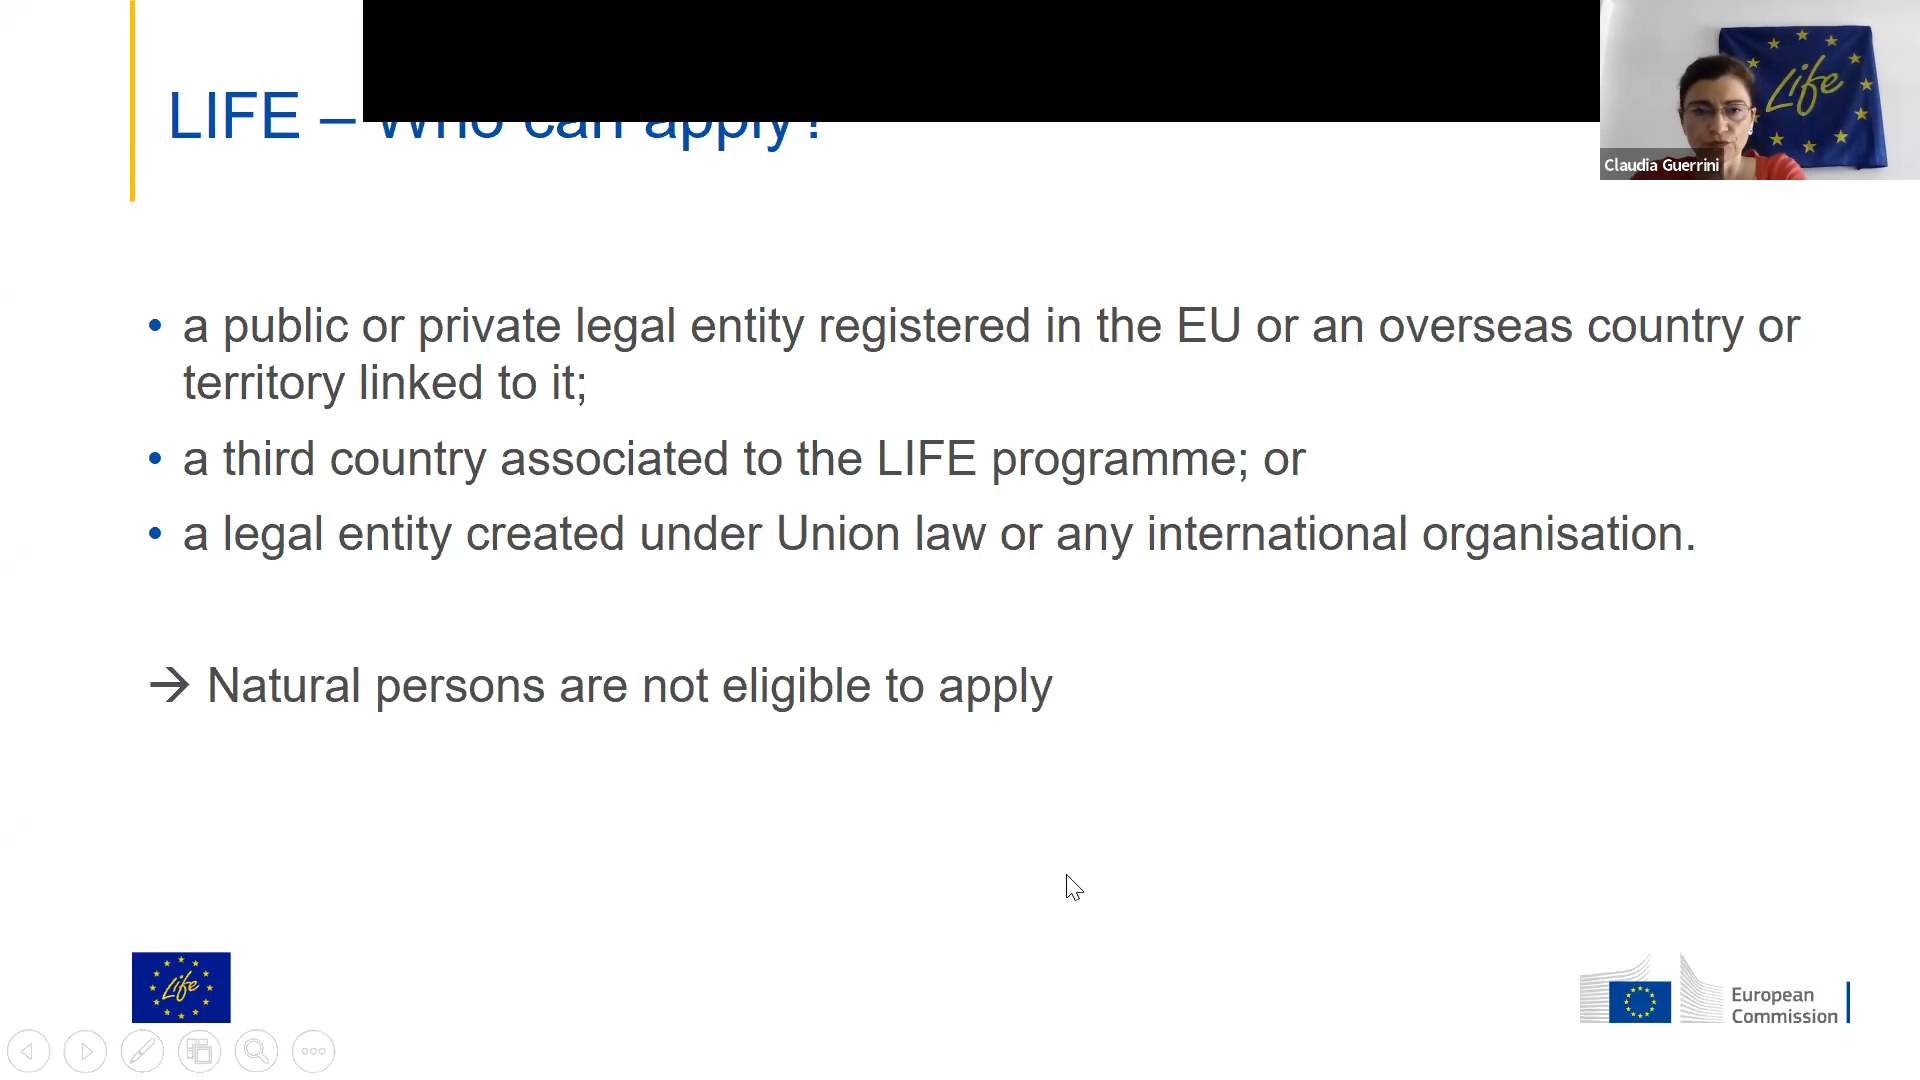 LIFE – Who can apply?
Life
Claudia Guerrini
• a public or private legal entity registered in the EU or an overseas country or
territory linked to it;
• a third country associated to the LIFE programme; or
• a legal entity created under Union law or any international organisation.
→ Natural persons are not eligible to apply
Life
European
Commission